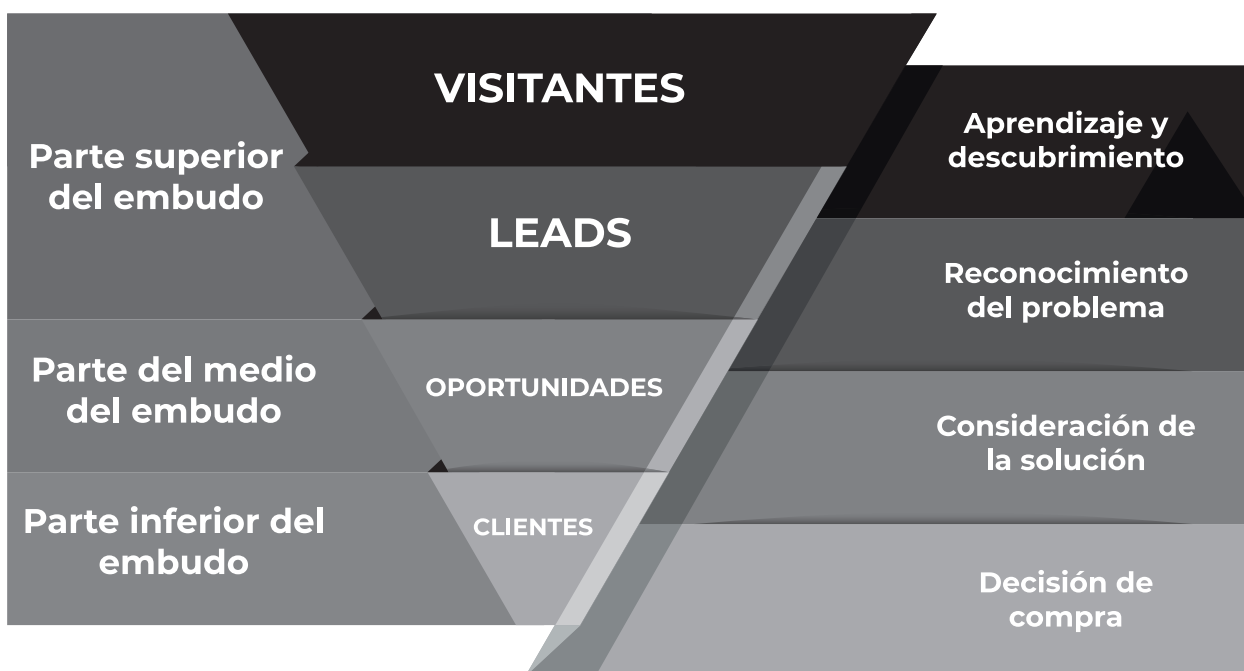 Parte superior
del embudo
Parte del medio
del embudo
Parte inferior del
embudo
VISITANTES
LEADS
OPORTUNIDADES
CLIENTES
Aprendizaje y
descubrimiento
Reconocimiento
del problema
Consideración de
la solución
Decisión de
compra